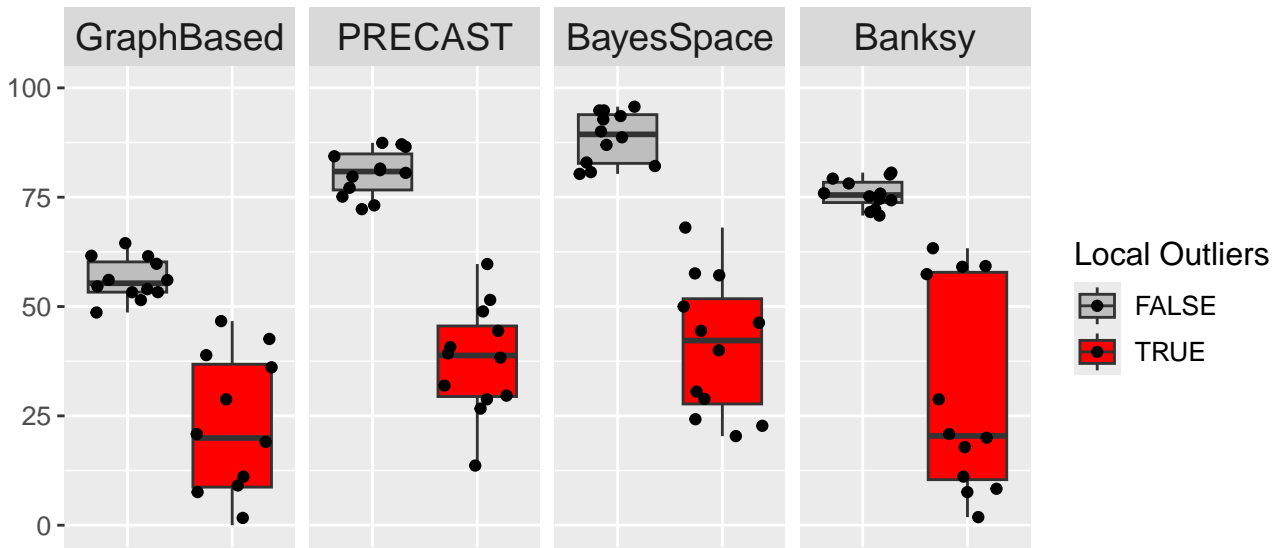 GraphBased
PRECAST
BayesSpace
Banksy
100
75
50
25
0
Local Outliers
FALSE
TRUE